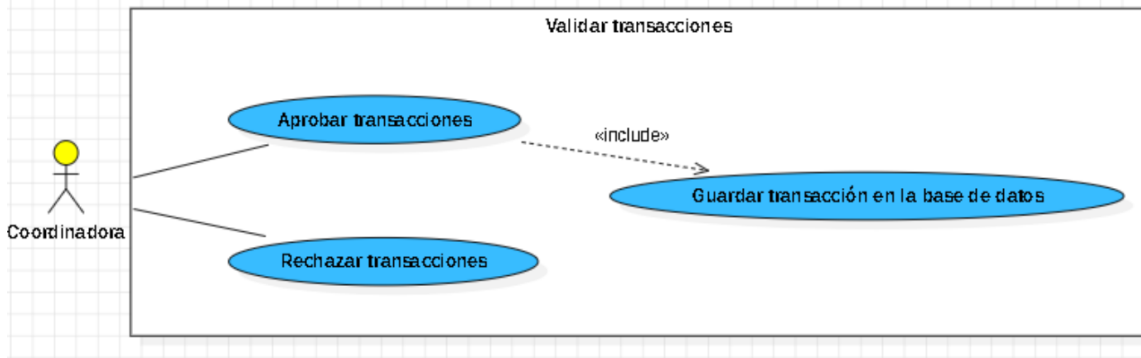 Validar transacciones
Aprobar transacciones
«include»
Guardar transacción en la base de datos
Coordinadora
Rechazar transacciones